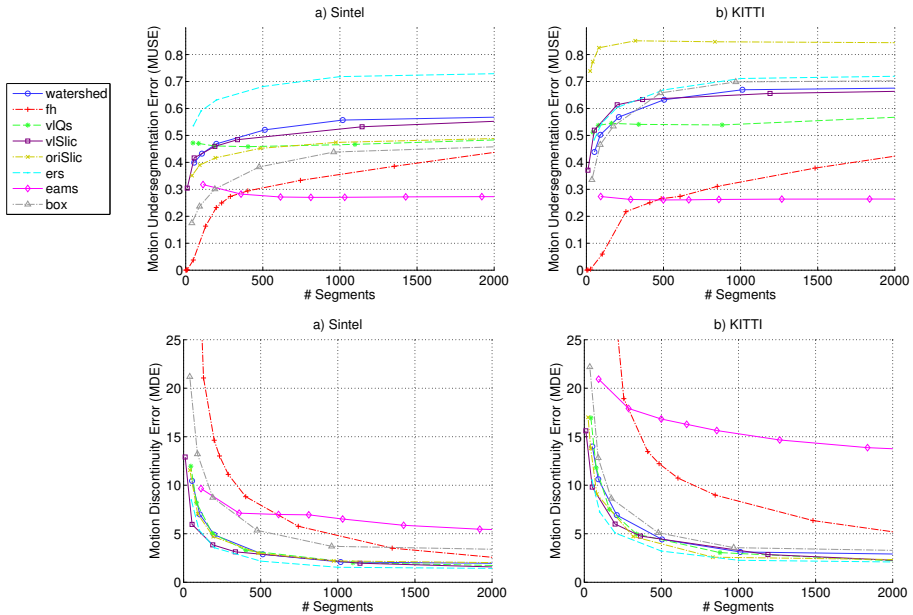 a) Sintel
b) KITTI
Motion Undersegmentation Error (MUSE)
0.9
0.8
0.7
0.6
0.5
0.4
0.3
0.2
0.1
0
0 500 1000 1500 2000
# Segments
Motion Undersegmentation Error (MUSE)
0.9
0.8
0.7
0.6
0.5
0.4
0.3
0.2
0.1
0
0 500 1000 1500 2000
# Segments
watershed
fh
vlQs
vlSlic
oriSlic
ers
eams
box
a) Sintel
b) KITTI
Motion Discontinuity Error (MDE)
25
20
15
10
5
0
0 500 1000 1500 2000
# Segments
Motion Discontinuity Error (MDE)
25
20
15
10
5
0
0 500 1000 1500 2000
# Segments